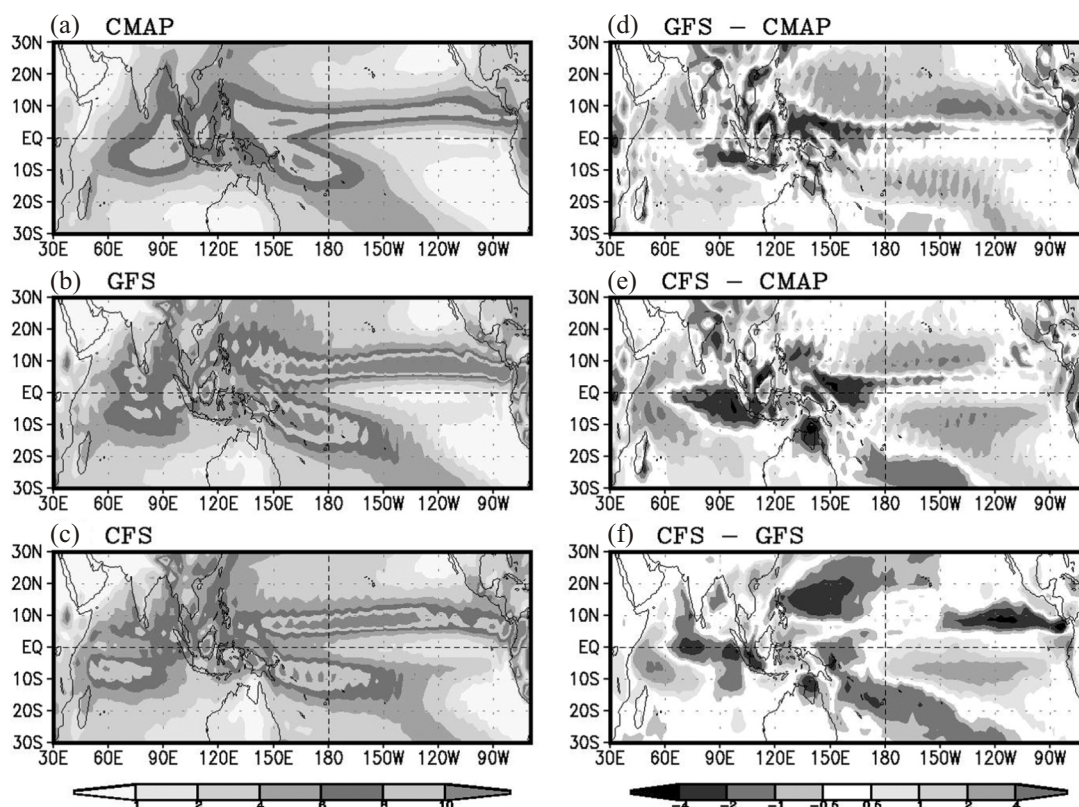 (a) CMAP
30N
20N
10N
EQ
10S
20S
30S
30E 60E 90E 120E 150E 180 150W 120W 90W
(b) GFS
30N
20N
10N
EQ
10S
20S
30S
30E 60E 90E 120E 150E 180 150W 120W 90W
(c) CFS
30N
20N
10N
EQ
10S
20S
30S
30E 60E 90E 120E 150E 180 150W 120W 90W
1 2 4 6 8 10
(d) GFS – CMAP
30N
20N
10N
EQ
10S
20S
30S
30E 60E 90E 120E 150E 180 150W 120W 90W
(e) CFS – CMAP
30N
20N
10N
EQ
10S
20S
30S
30E 60E 90E 120E 150E 180 150W 120W 90W
(f) CFS – GFS
30N
20N
10N
EQ
10S
20S
30S
30E 60E 90E 120E 150E 180 150W 120W 90W
-4 -2 -1 -0.5 0.5 1 2 4